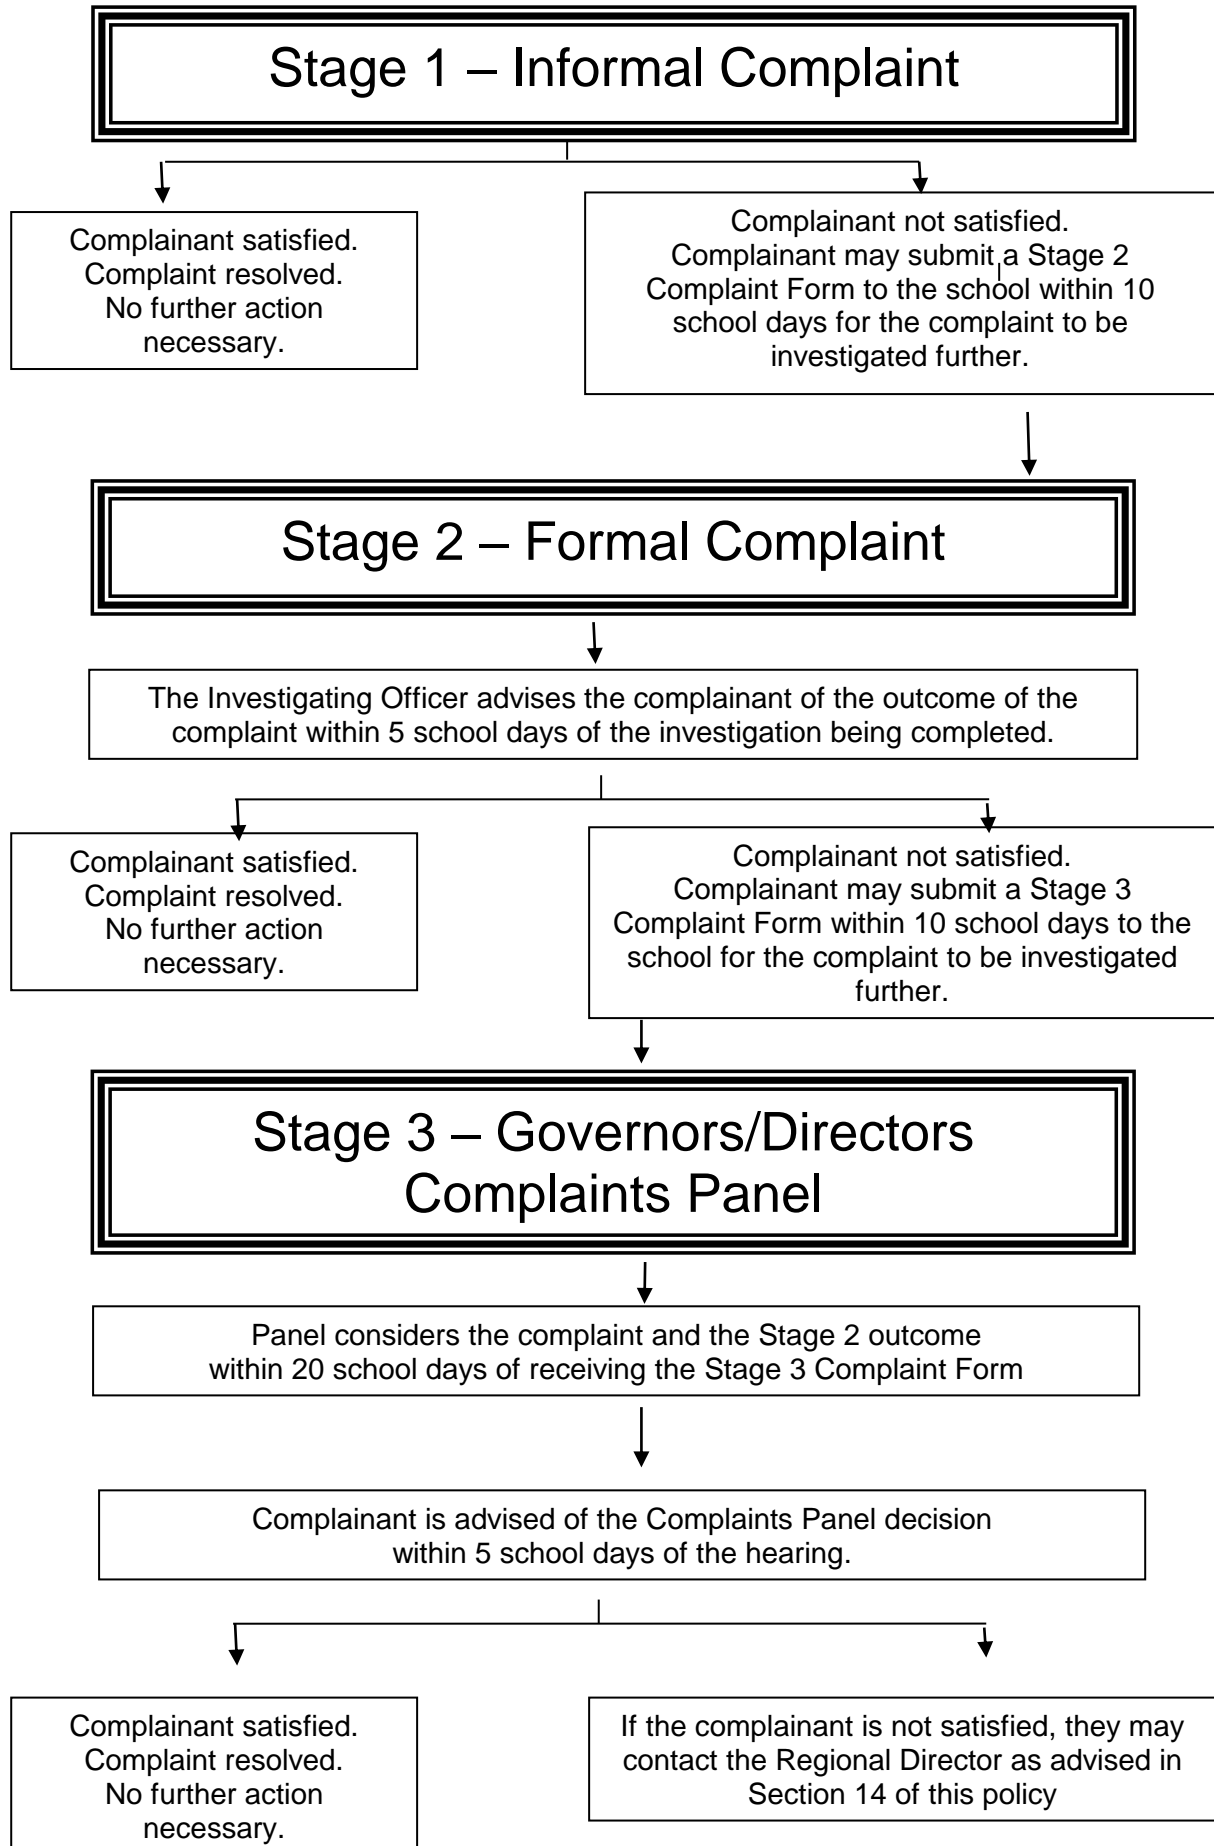 Stage 1 – Informal Complaint
Complainant satisfied.
Complaint resolved.
No further action
necessary.
Complainant not satisfied.
Complainant may submit a Stage 2
Complaint Form to the school within 10
school days for the complaint to be
investigated further.
Stage 2 – Formal Complaint
The Investigating Officer advises the complainant of the outcome of the
complaint within 5 school days of the investigation being completed.
Complainant satisfied.
Complaint resolved.
No further action
necessary.
Complainant not satisfied.
Complainant may submit a Stage 3
Complaint Form within 10 school days to the
school for the complaint to be investigated
further.
Stage 3 – Governors/Directors
Complaints Panel
Panel considers the complaint and the Stage 2 outcome
within 20 school days of receiving the Stage 3 Complaint Form
Complainant is advised of the Complaints Panel decision
within 5 school days of the hearing.
Complainant satisfied.
Complaint resolved.
No further action
necessary.
If the complainant is not satisfied, they may
contact the Regional Director as advised in
Section 14 of this policy